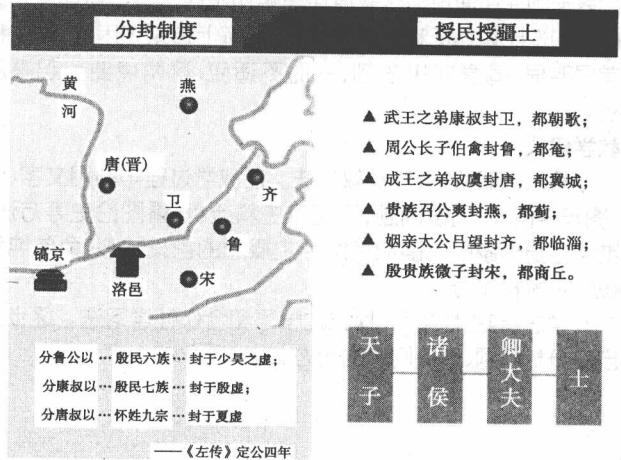 分封制度
授民授疆士
黄
河
燕
唐(晋)
卫
齐
鲁
镐京
洛邑
宋
分鲁公以…殷民六族…封于少昊之虚；
分康叔以…殷民七族…封于殷虚；
分唐叔以…怀姓九宗…封于夏虚
——《左传》定公四年
▲ 武王之弟康叔封卫，都朝歌；
▲ 周公长子伯禽封鲁，都奄；
▲ 成王之弟叔虞封唐，都翼城；
▲ 贵族召公奭封燕，都蓟；
▲ 姻亲太公吕望封齐，都临淄；
▲ 殷贵族微子封宋，都商丘。
天子
诸侯
卿大夫
士